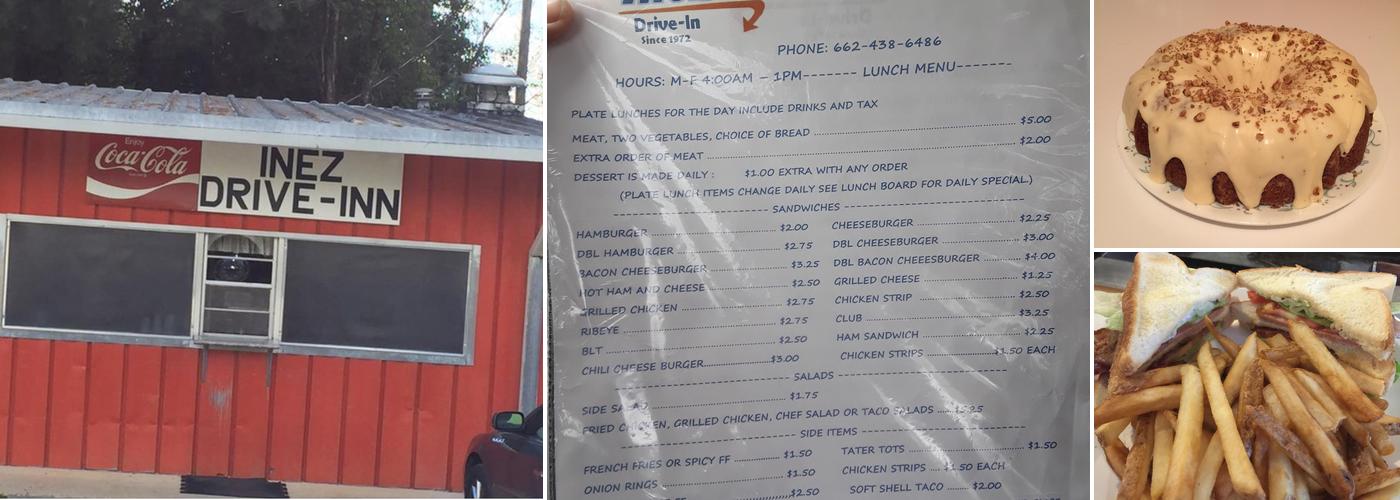 Enjoy
Coca-Cola
INEZ
DRIVE-INN
Drive-In
Since 1972
PHONE: 662-438-6486
HOURS: M-F 4:00AM – 1PM------- LUNCH MENU-------
PLATE LUNCHES FOR THE DAY INCLUDE DRINKS AND TAX
MEAT, TWO VEGETABLES, CHOICE OF BREAD $5.00
EXTRA ORDER OF MEAT $2.00
DESSERT IS MADE DAILY : $1.00 EXTRA WITH ANY ORDER
(PLATE LUNCH ITEMS CHANGE DAILY SEE LUNCH BOARD FOR DAILY SPECIAL.)
SANDWICHES
HAMBURGER $2.00 CHEESEBURGER $2.25
DBL HAMBURGER $2.75 DBL CHEESEBURGER $3.00
BACON CHEEESEBURGER $3.25 DBL BACON CHEEESBURGER $4.00
HOT HAM AND CHEESE $2.50 GRILLED CHEESE $1.25
GRILLED CHICKEN $2.75 CHICKEN STRIP $2.50
RIBEYE $2.75 CLUB $3.25
BLT $2.50 HAM SANDWICH $2.25
CHILI CHEESE BURGER $3.00 CHICKEN STRIPS $1.50 EACH
SALADS
SIDE SALAD $1.75
FRIED CHICKEN, GRILLED CHICKEN, CHEF SALAD OR TACO SALADS
SIDE ITEMS
FRENCH FRIES OR SPICY FF $1.50 TATER TOTS $1.50
ONION RINGS $1.50 CHICKEN STRIPS $1.50 EACH
$2.50 SOFT SHELL TACO $2.00